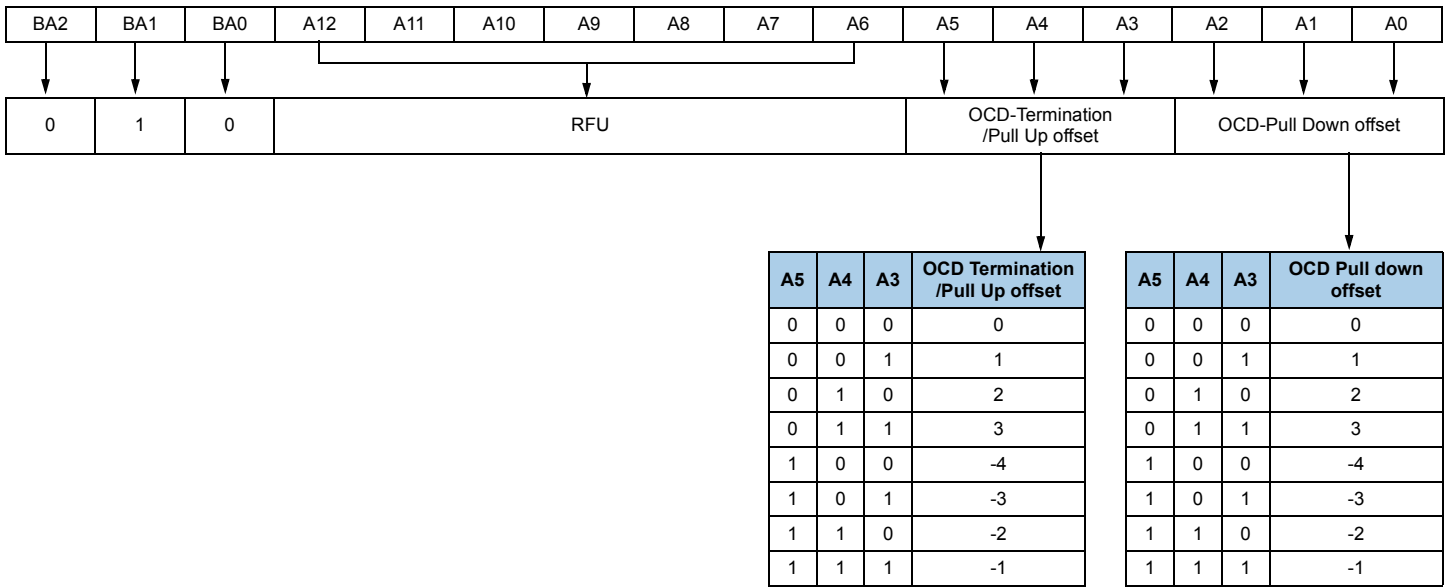 BA2 BA1 BA0 A12 A11 A10 A9 A8 A7 A6 A5 A4 A3 A2 A1 A0
0 1 0 RFU OCD-Termination
/Pull Up offset OCD-Pull Down offset
A5 A4 A3 OCD Termination
/Pull Up offset
0 0 0 0
0 0 1 1
0 1 0 2
0 1 1 3
1 0 0 -4
1 0 1 -3
1 1 0 -2
1 1 1 -1
A5 A4 A3 OCD Pull down
offset
0 0 0 0
0 0 1 1
0 1 0 2
0 1 1 3
1 0 0 -4
1 0 1 -3
1 1 0 -2
1 1 1 -1